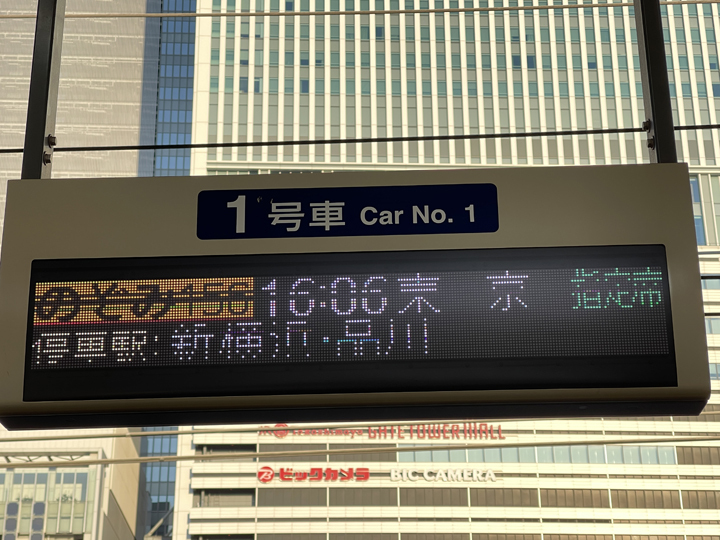 1 号車 Car No. 1
のぞみ 156 16:06 東 京 指定席
停車駅: 新横浜・品川
GATE TOWER MALL
ビックカメラ BIC CAMERA